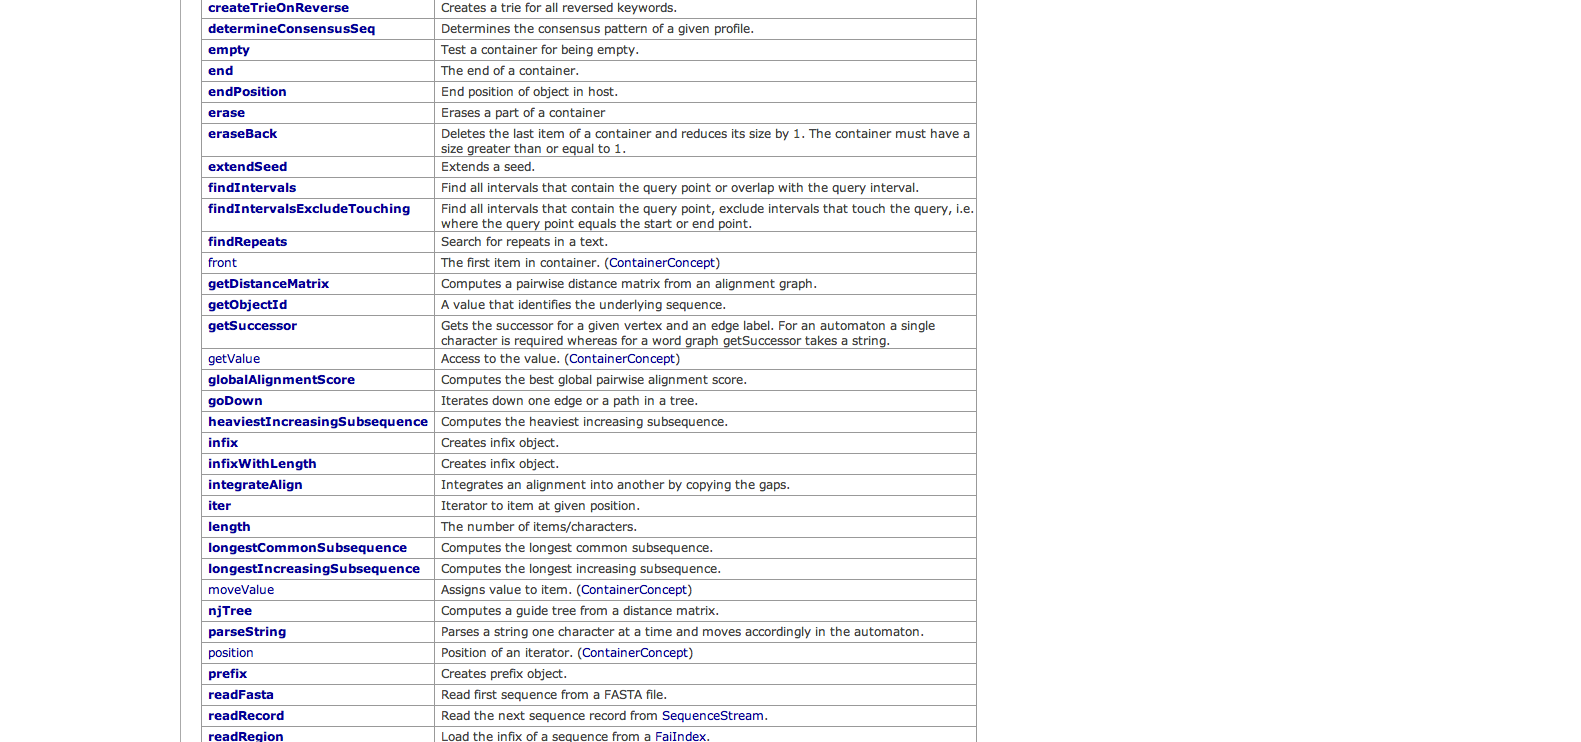 createTrieOnReverse Creates a trie for all reversed keywords.
determineConsensusSeq Determines the consensus pattern of a given profile.
empty Test a container for being empty.
end The end of a container.
endPosition End position of object in host.
erase Erases a part of a container
eraseBack Deletes the last item of a container and reduces its size by 1. The container must have a
size greater than or equal to 1.
extendSeed Extends a seed.
findIntervals Find all intervals that contain the query point or overlap with the query interval.
findIntervalsExcludeTouching Find all intervals that contain the query point, exclude intervals that touch the query, i.e.
where the query point equals the start or end point.
findRepeats Search for repeats in a text.
front The first item in container. (ContainerConcept)
getDistanceMatrix Computes a pairwise distance matrix from an alignment graph.
getObjectId A value that identifies the underlying sequence.
getSuccessor Gets the successor for a given vertex and an edge label. For an automaton a single
character is required whereas for a word graph getSuccessor takes a string.
getValue Access to the value. (ContainerConcept)
globalAlignmentScore Computes the best global pairwise alignment score.
goDown Iterates down one edge or a path in a tree.
heaviestIncreasingSubsequence Computes the heaviest increasing subsequence.
infix Creates infix object.
infixWithLength Creates infix object.
integrateAlign Integrates an alignment into another by copying the gaps.
iter Iterator to item at given position.
length The number of items/characters.
longestCommonSubsequence Computes the longest common subsequence.
longestIncreasingSubsequence Computes the longest increasing subsequence.
moveValue Assigns value to item. (ContainerConcept)
njTree Computes a guide tree from a distance matrix.
parseString Parses a string one character at a time and moves accordingly in the automaton.
position Position of an iterator. (ContainerConcept)
prefix Creates prefix object.
readFasta Read first sequence from a FASTA file.
readRecord Read the next sequence record from SequenceStream.
readRegion Load the infix of a sequence from a FaiIndex.